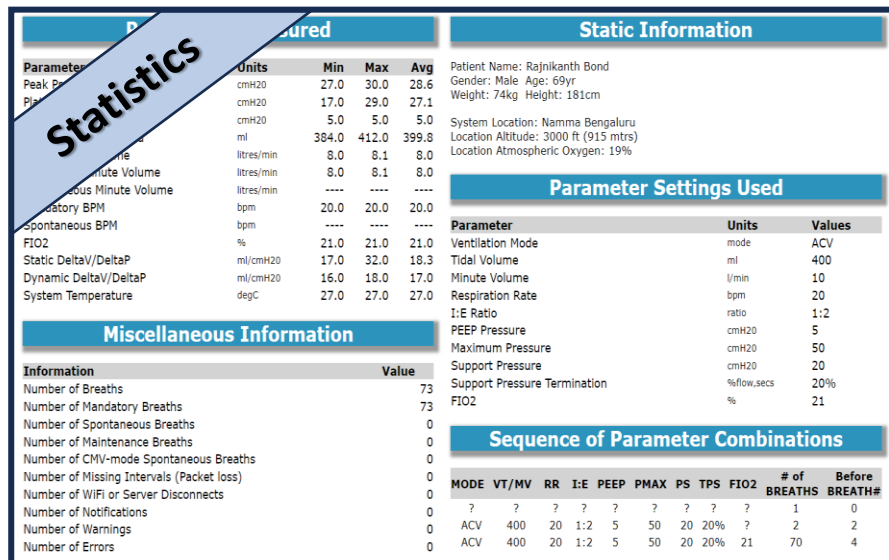 Statistics
Parameter Units Min Max Avg
Peak cmH20 27.0 30.0 28.6
cmH20 17.0 29.0 27.1
cmH20 5.0 5.0 5.0
ml 384.0 412.0 399.8
litres/min 8.0 8.1 8.0
Minute Volume litres/min 8.0 8.1 8.0
Minute Volume litres/min ---- ---- ----
BPM bpm 20.0 20.0 20.0
Spontaneous BPM bpm ---- ---- ----
FIO2 % 21.0 21.0 21.0
Static DeltaV/DeltaP ml/cmH20 17.0 32.0 18.3
Dynamic DeltaV/DeltaP ml/cmH20 16.0 18.0 17.0
System Temperature degC 27.0 27.0 27.0
Miscellaneous Information
Information Value
Number of Breaths 73
Number of Mandatory Breaths 73
Number of Spontaneous Breaths 0
Number of Maintenance Breaths 0
Number of CMV-mode Spontaneous Breaths 0
Number of Missing Intervals (Packet loss) 0
Number of WiFi or Server Disconnects 0
Number of Notifications 0
Number of Warnings 0
Number of Errors 0
Static Information
Patient Name: Rajnikanth Bond
Gender: Male Age: 69yr
Weight: 74kg Height: 181cm
System Location: Namma Bengaluru
Location Altitude: 3000 ft (915 mtrs)
Location Atmospheric Oxygen: 19%
Parameter Settings Used
Parameter Units Values
Ventilation Mode mode ACV
Tidal Volume ml 400
Minute Volume l/min 10
Respiration Rate bpm 20
I:E Ratio ratio 1:2
PEEP Pressure cmH20 5
Maximum Pressure cmH20 50
Support Pressure cmH20 20
Support Pressure Termination %flow,secs 20%
FIO2 % 21
Sequence of Parameter Combinations
MODE VT/MV RR I:E PEEP PMAX PS TPS FIO2 # of BREATHS Before BREATH#
? ? ? ? ? ? ? ? ? 1 0
ACV 400 20 1:2 5 50 20 20% ? 2 2
ACV 400 20 1:2 5 50 20 20% 21 70 4